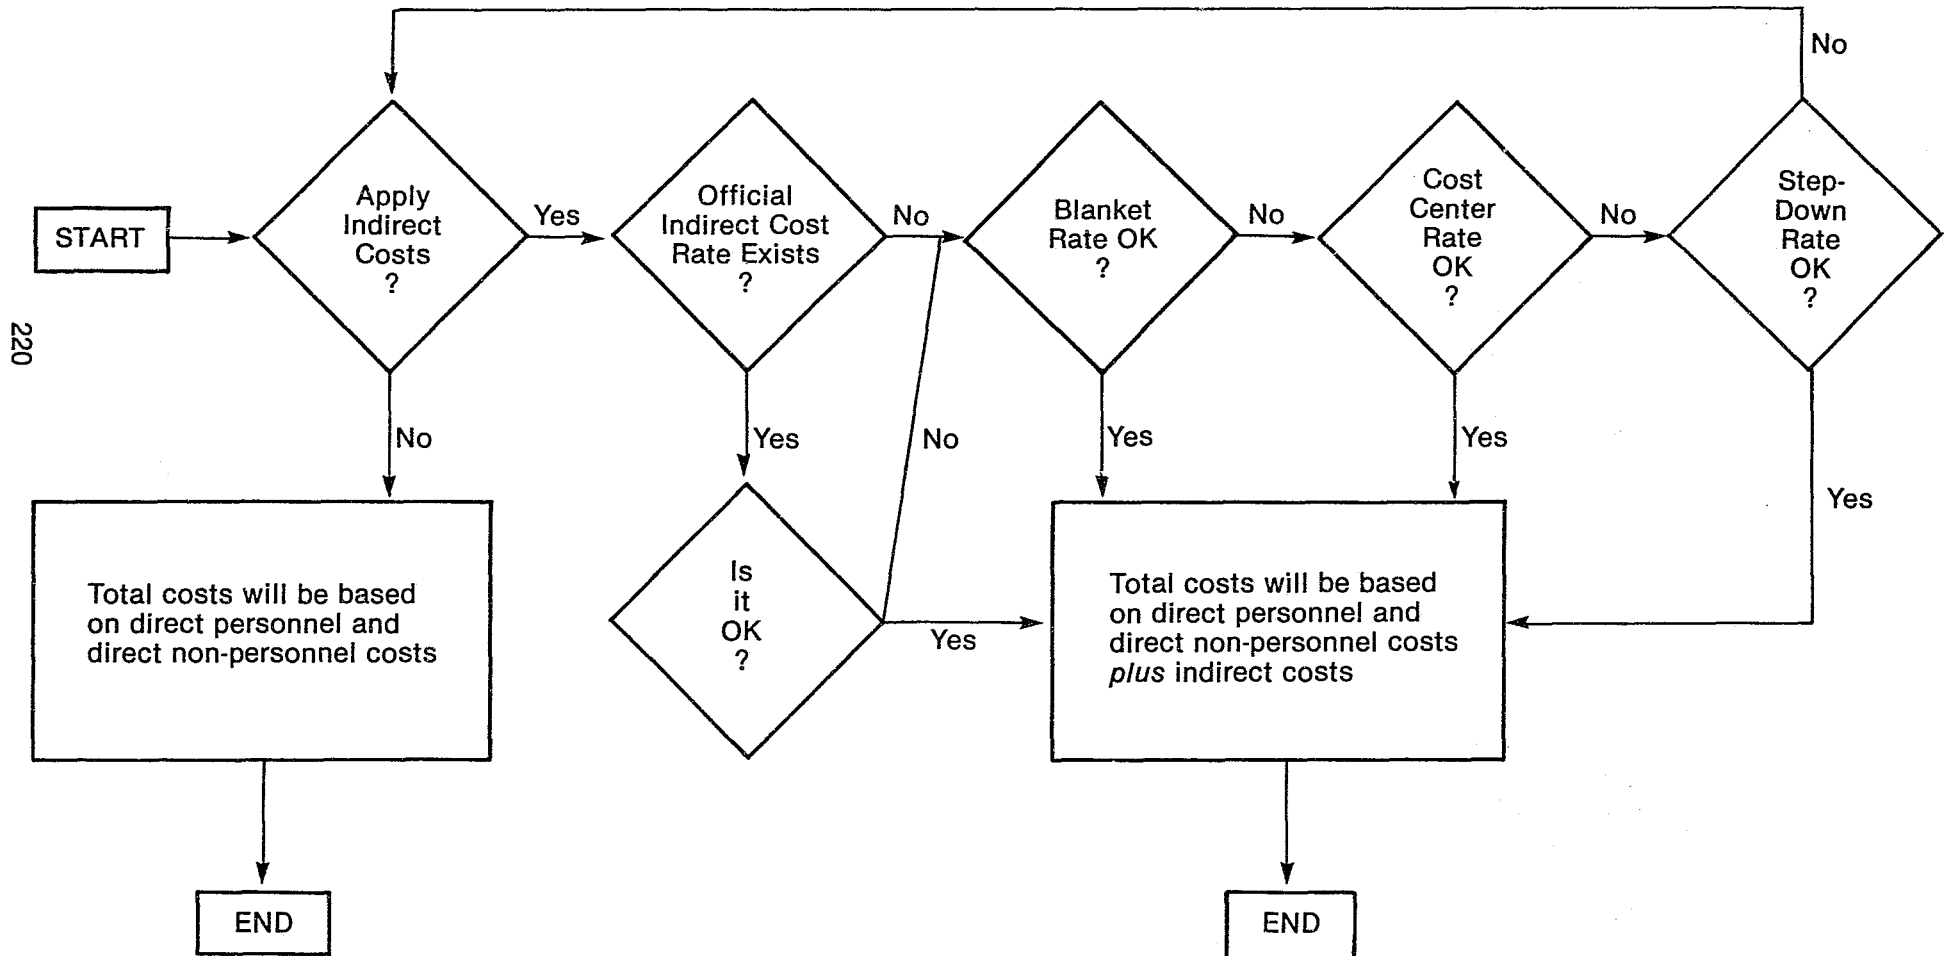 No
START
Apply
Indirect
Costs
?
Yes
Official
Indirect Cost
Rate Exists
?
No
Blanket
Rate OK
?
No
Cost
Center
Rate
OK
?
No
Step-
Down
Rate
OK
?
220
No
Yes
No
Yes
Yes
Yes
Total costs will be based
on direct personnel and
direct non-personnel costs
Is
it
OK
?
Yes
Total costs will be based
on direct personnel and
direct non-personnel costs
plus indirect costs
END
END